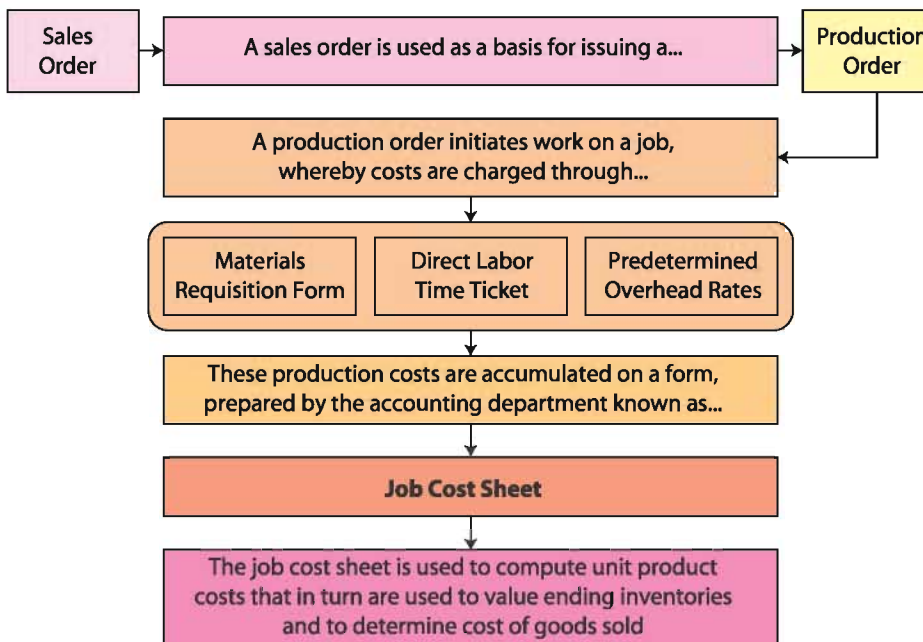 Sales
Order
A sales order is used as a basis for issuing a...
Production
Order
A production order initiates work on a job,
whereby costs are charged through...
Materials
Requisition Form
Direct Labor
Time Ticket
Predetermined
Overhead Rates
These production costs are accumulated on a form,
prepared by the accounting department known as...
Job Cost Sheet
The job cost sheet is used to compute unit product
costs that in turn are used to value ending inventories
and to determine cost of goods sold